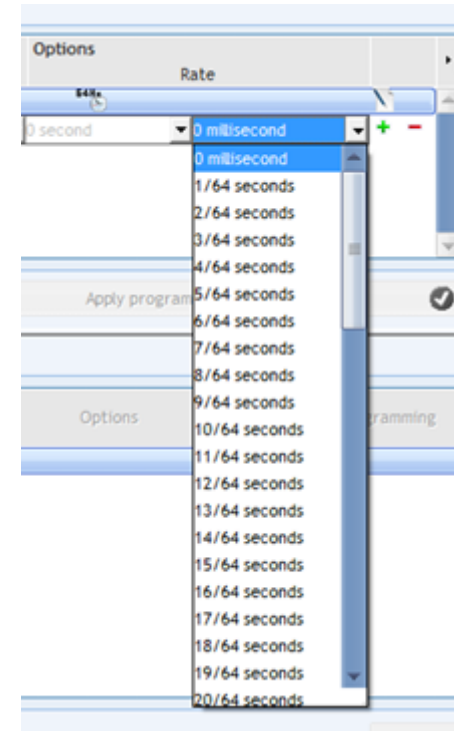 Options
Rate
64Hz
0 second
0 millisecond
0 millisecond
1/64 seconds
2/64 seconds
3/64 seconds
4/64 seconds
Apply program
5/64 seconds
6/64 seconds
7/64 seconds
8/64 seconds
9/64 seconds
Options
10/64 seconds
gramming
11/64 seconds
12/64 seconds
13/64 seconds
14/64 seconds
15/64 seconds
16/64 seconds
17/64 seconds
18/64 seconds
19/64 seconds
20/64 seconds